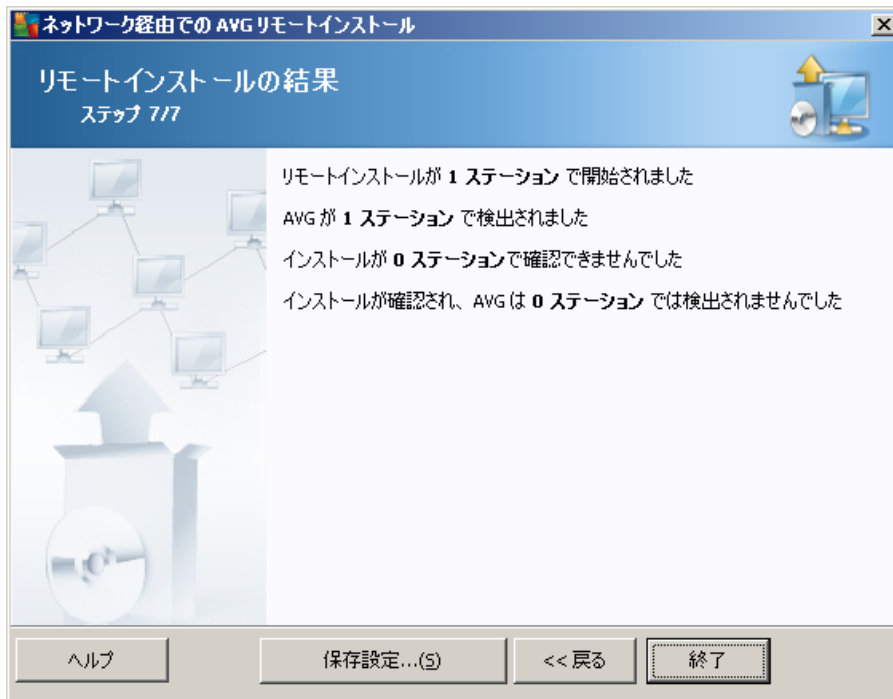 ネットワーク経由での AVG リモートインストール
リモートインストールの結果
ステップ 7/7
リモートインストールが 1 ステーション で開始されました
AVG が 1 ステーション で検出されました
インストールが 0 ステーションで確認できませんでした
インストールが確認され、AVG は 0 ステーション では検出されませんでした
ヘルプ
保存設定...(S)
<< 戻る
終了